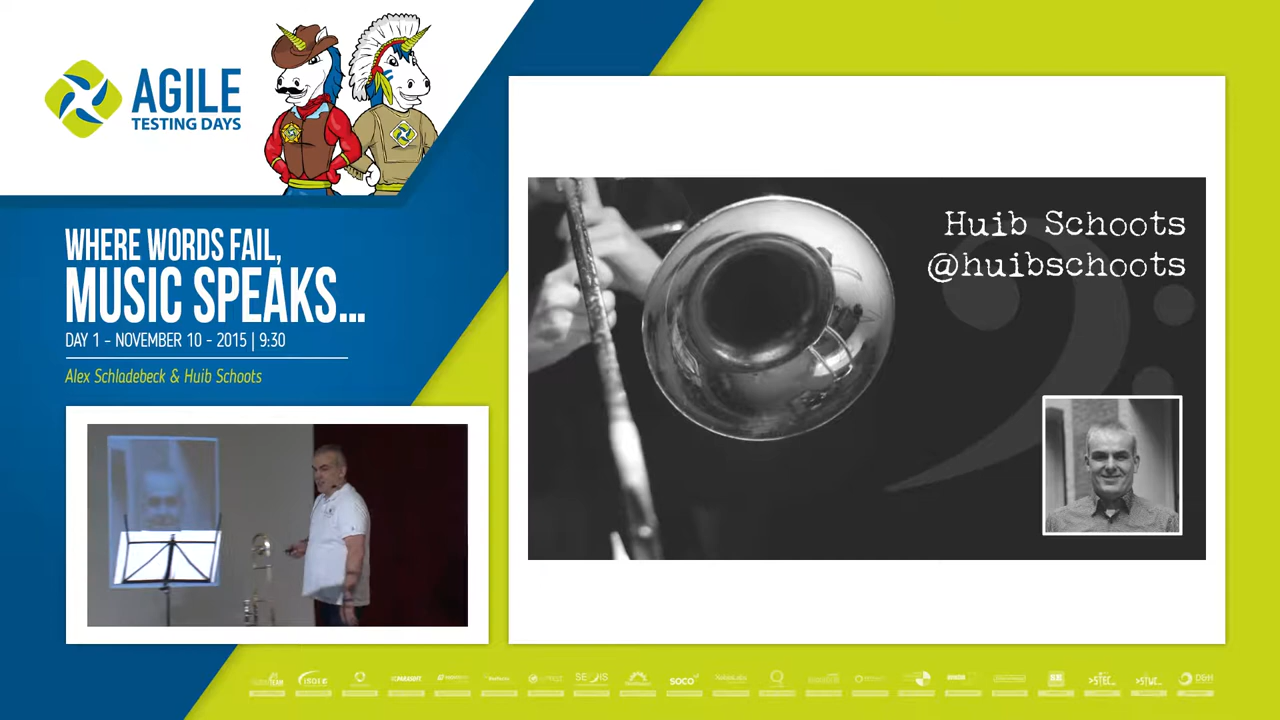 AGILE
TESTING DAYS
WHERE WORDS FAIL,
MUSIC SPEAKS...
DAY 1 - NOVEMBER 10 - 2015 | 9:30
Alex Schladebeck & Huib Schoots
Huib Schoots
@huibschoots
SOCO